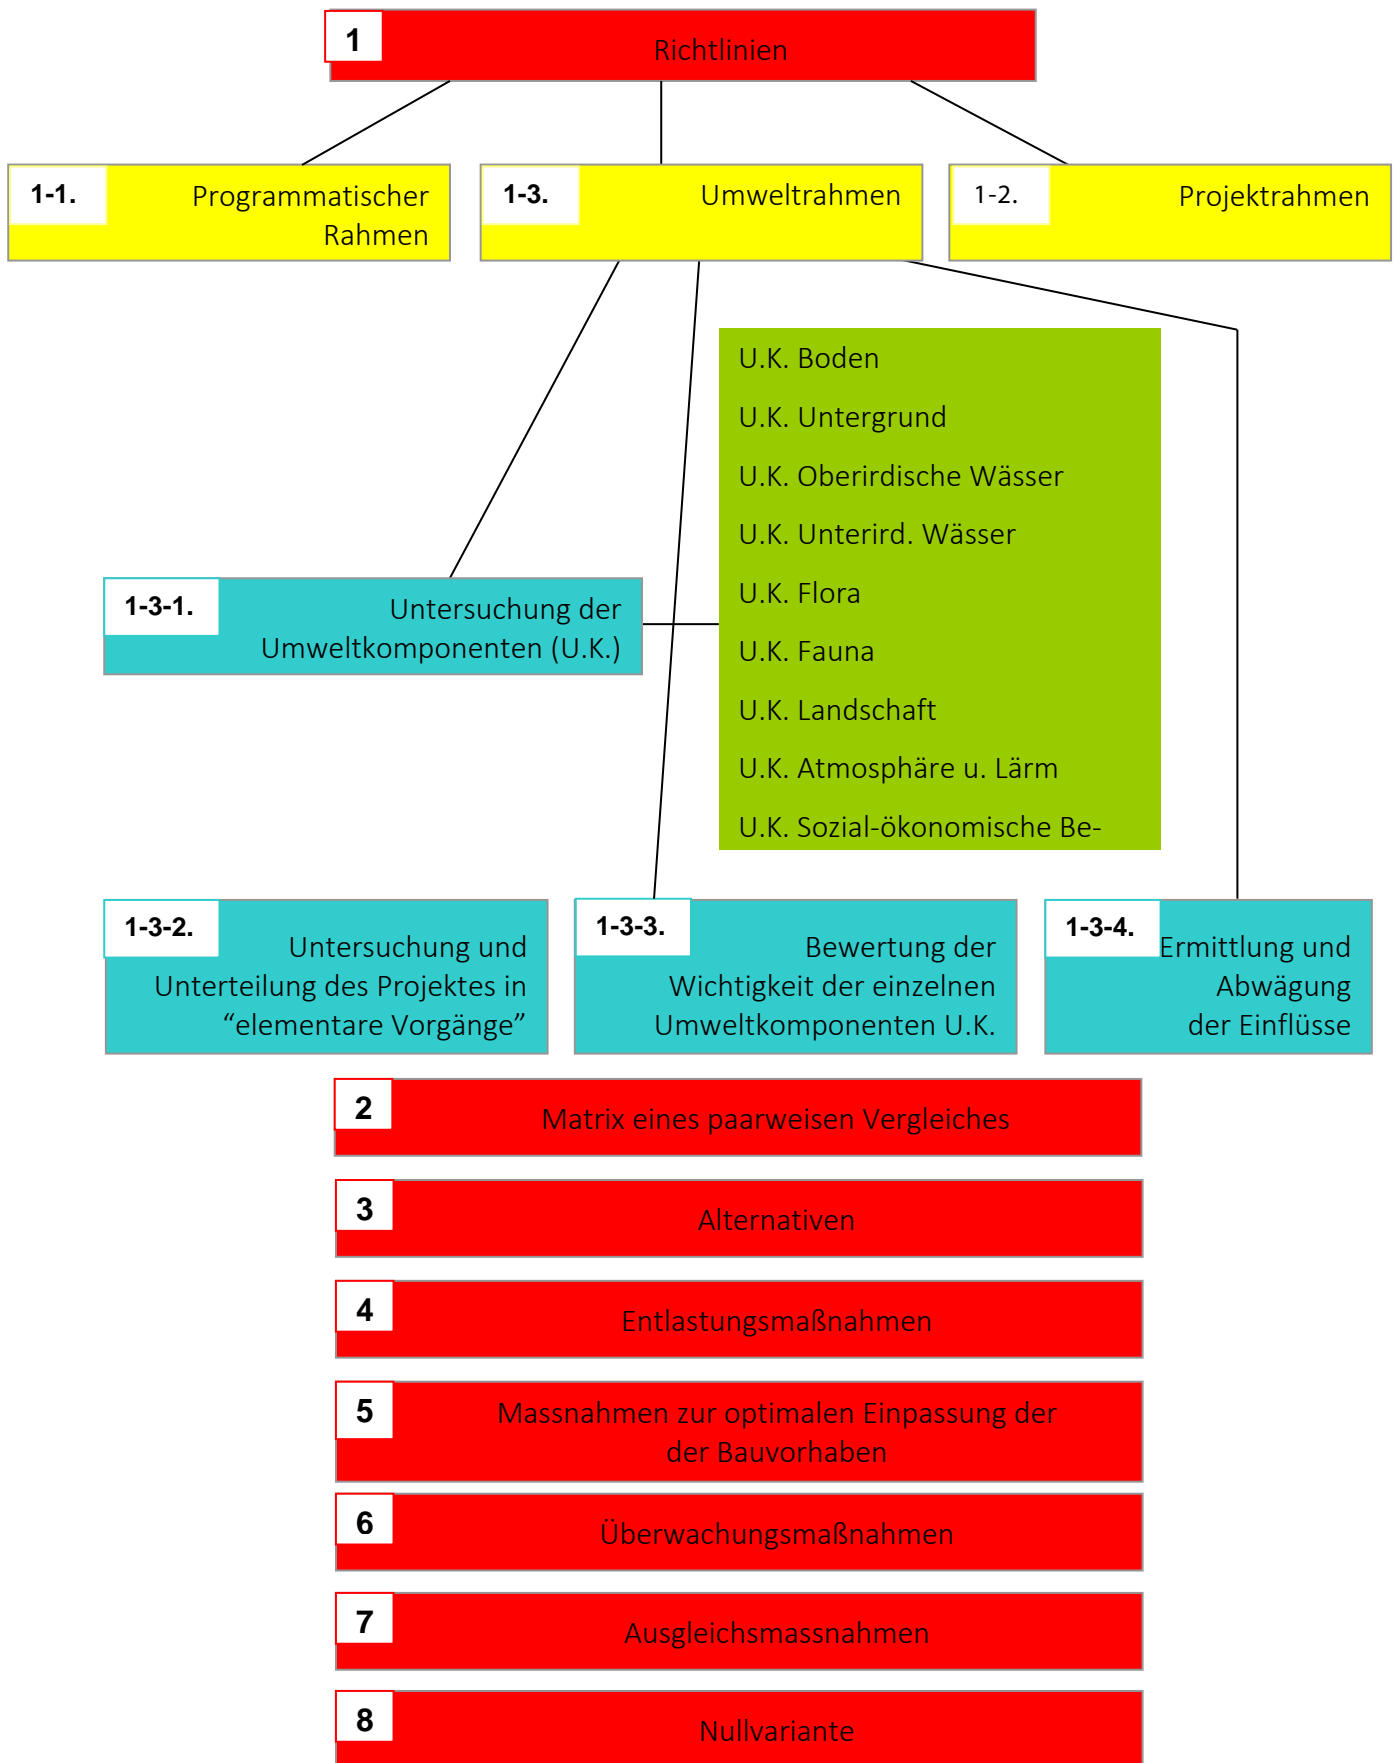 1
Richtlinien
1-1.
Programmatischer
Rahmen
1-3.
Umweltrahmen
1-2.
Projektrahmen
U.K. Boden
U.K. Untergrund
U.K. Oberirdische Wässer
U.K. Unterird. Wässer
U.K. Flora
U.K. Fauna
U.K. Landschaft
U.K. Atmosphäre u. Lärm
U.K. Sozial-ökonomische Be-
1-3-1.
Untersuchung der
Umweltkomponenten (U.K.)
1-3-2.
Untersuchung und
Unterteilung des Projektes in
“elementare Vorgänge”
1-3-3.
Bewertung der
Wichtigkeit der einzelnen
Umweltkomponenten U.K.
1-3-4.
Ermittlung und
Abwägung
der Einflüsse
2
Matrix eines paarweisen Vergleiches
3
Alternativen
4
Entlastungsmaßnahmen
5
Massnahmen zur optimalen Einpassung der
der Bauvorhaben
6
Überwachungsmaßnahmen
7
Ausgleichsmassnahmen
8
Nullvariante